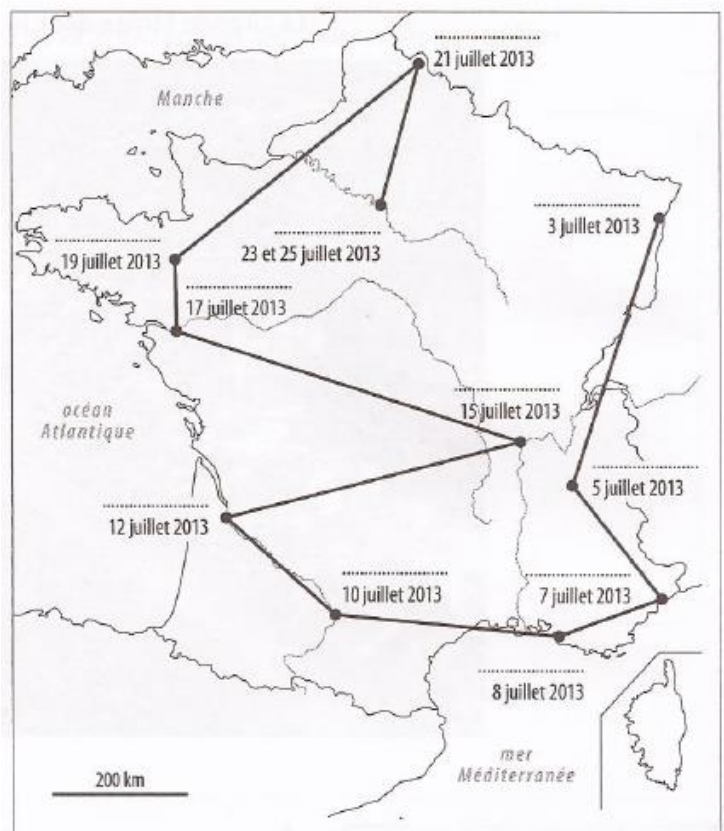 21 juillet 2013
Manche
3 juillet 2013
19 juillet 2013
23 et 25 juillet 2013
17 juillet 2013
océan
Atlantique
15 juillet 2013
5 juillet 2013
12 juillet 2013
10 juillet 2013
7 juillet 2013
8 juillet 2013
mer
Méditerranée
200 km